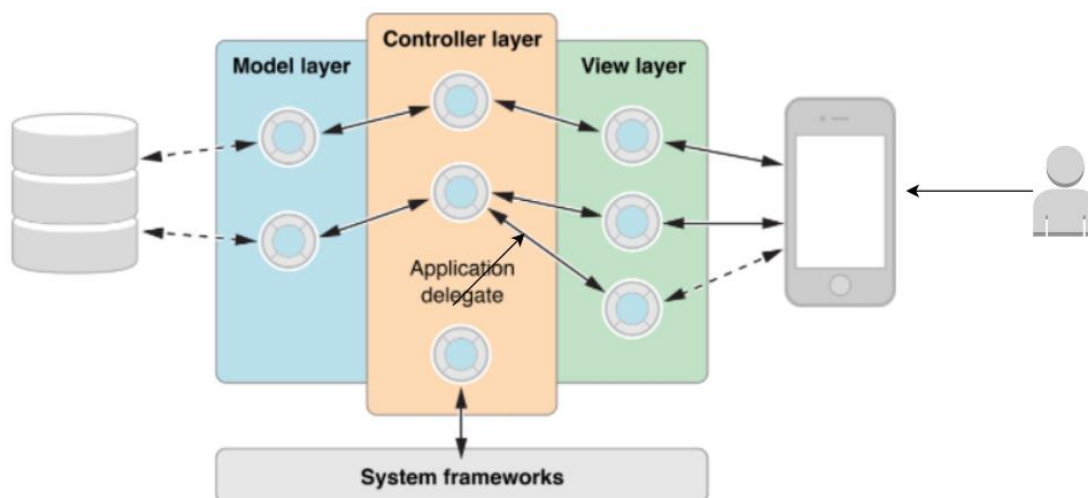 Controller layer
Model layer
View layer
Application
delegate
System frameworks